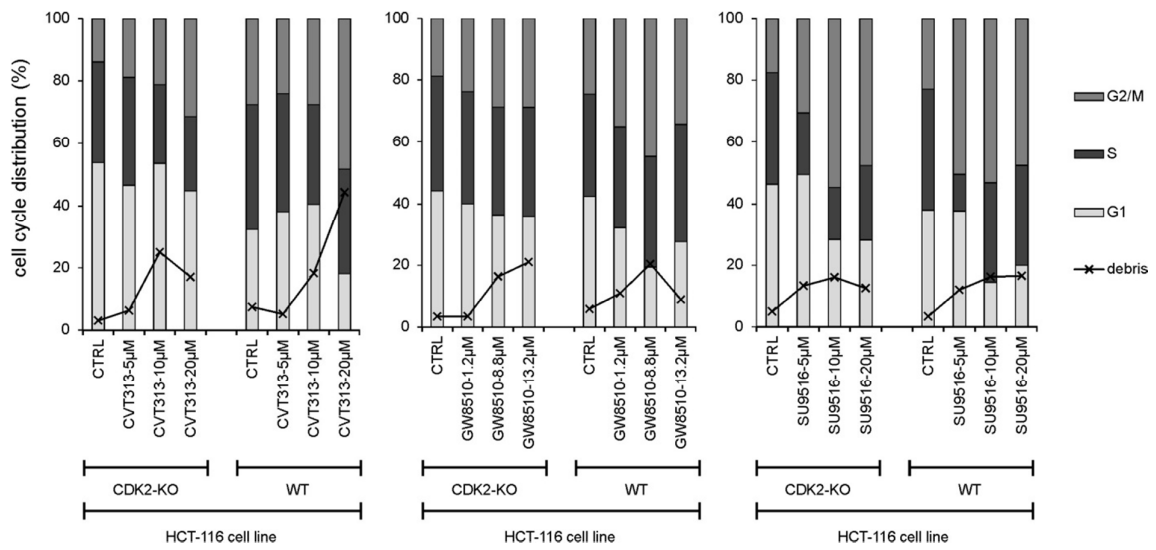 cell cycle distribution (%)
100
80
60
40
20
0
CTRL
CVT313-5µM
CVT313-10µM
CVT313-20µM
CTRL
CVT313-5µM
CVT313-10µM
CVT313-20µM
CDK2-KO
WT
HCT-116 cell line
100
80
60
40
20
0
CTRL
GW8510-1.2µM
GW8510-8.8µM
GW8510-13.2µM
CTRL
GW8510-1.2µM
GW8510-8.8µM
GW8510-13.2µM
CDK2-KO
WT
HCT-116 cell line
100
80
60
40
20
0
CTRL
SU9516-5µM
SU9516-10µM
SU9516-20µM
CTRL
SU9516-5µM
SU9516-10µM
SU9516-20µM
CDK2-KO
WT
HCT-116 cell line
G2/M
S
G1
debris